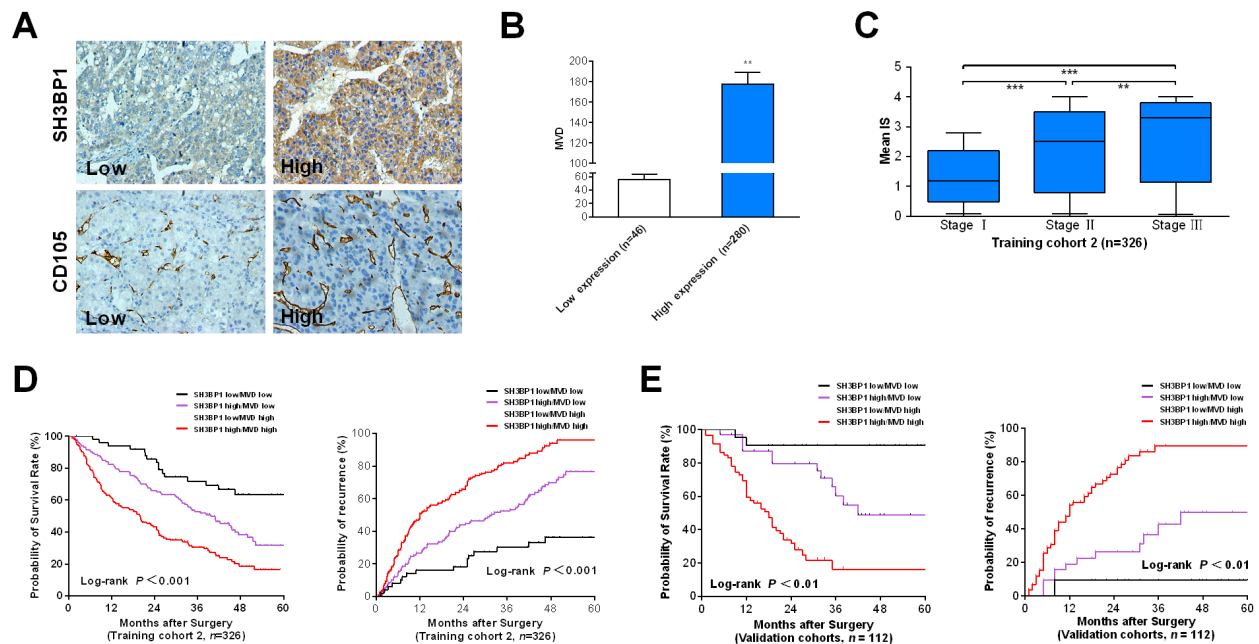 A
SH3BP1
Low
High
CD105
Low
High
B
MVD
200
180
160
140
120
100
60
40
20
0
**
Low expression (n=46)
High expression (n=280)
C
Mean IS
5
4
3
2
1
0
***
***
**
Stage Ⅰ
Stage Ⅱ
Stage Ⅲ
Training cohort 2 (n=326)
D
SH3BP1 low/MVD low
SH3BP1 high/MVD low
SH3BP1 low/MVD high
SH3BP1 high/MVD high
Probability of Survival Rate (%)
100
80
60
40
20
0
Log-rank P<0.001
0 12 24 36 48 60
Months after Surgery
(Training cohort 2, n=326)
SH3BP1 low/MVD low
SH3BP1 high/MVD low
SH3BP1 low/MVD high
SH3BP1 high/MVD high
Probability of recurrence (%)
100
80
60
40
20
0
Log-rank P<0.001
0 12 24 36 48 60
Months after Surgery
(Training cohort 2, n=326)
E
SH3BP1 low/MVD low
SH3BP1 high/MVD low
SH3BP1 low/MVD high
SH3BP1 high/MVD high
Probability of Survival Rate (%)
100
80
60
40
20
0
Log-rank P<0.01
0 12 24 36 48 60
Months after Surgery
(Validation cohorts, n = 112)
SH3BP1 low/MVD low
SH3BP1 high/MVD low
SH3BP1 low/MVD high
SH3BP1 high/MVD high
Probability of recurrence (%)
100
80
60
40
20
0
Log-rank P<0.01
0 12 24 36 48 60
Months after Surgery
(Validation cohorts, n = 112)